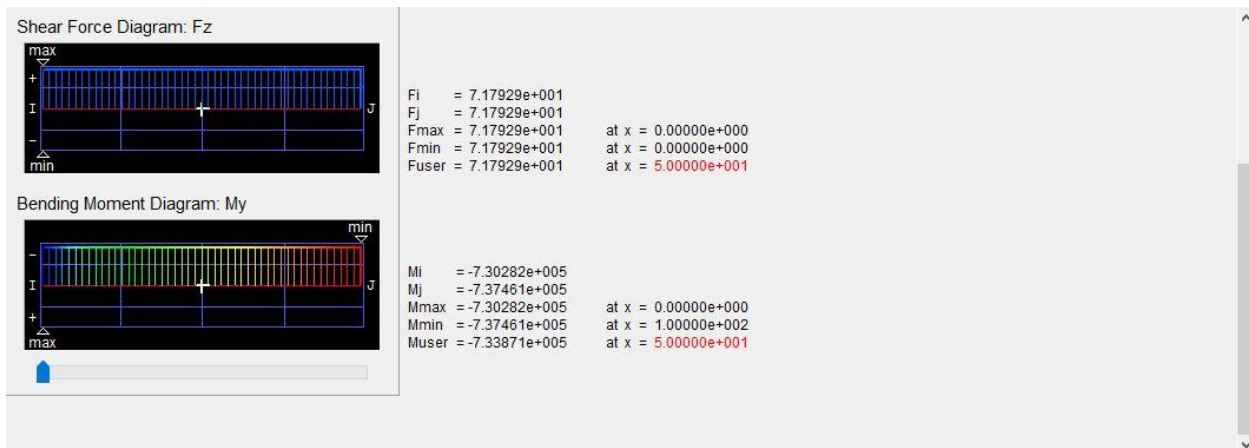 Shear Force Diagram: Fz
max
+
I
J
-
min
Fi = 7.17929e+001
Fj = 7.17929e+001
Fmax = 7.17929e+001 at x = 0.00000e+000
Fmin = 7.17929e+001 at x = 0.00000e+000
Fuser = 7.17929e+001 at x = 5.00000e+001
Bending Moment Diagram: My
min
-
I
J
+
max
Mi = -7.30282e+005
Mj = -7.37461e+005
Mmax = -7.30282e+005 at x = 0.00000e+000
Mmin = -7.37461e+005 at x = 1.00000e+002
Muser = -7.33871e+005 at x = 5.00000e+001